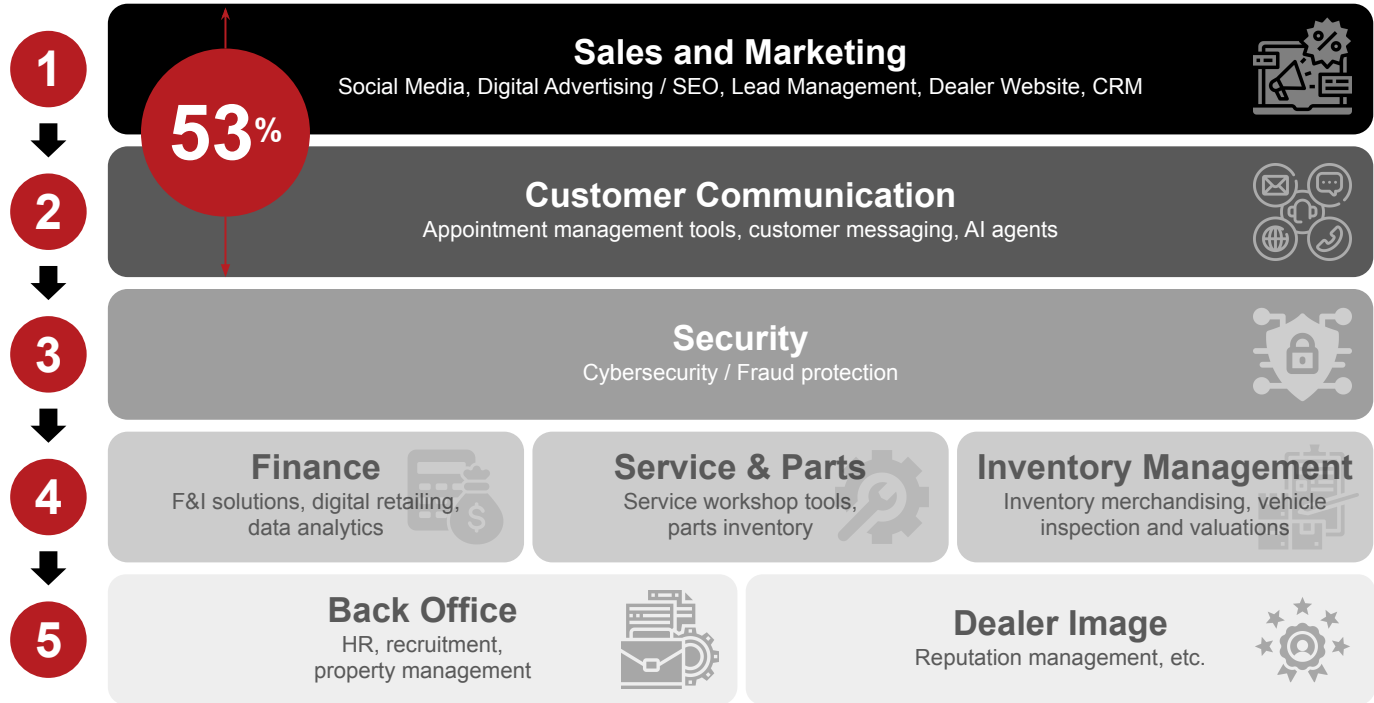 1
Sales and Marketing
Social Media, Digital Advertising / SEO, Lead Management, Dealer Website, CRM
53%
2
Customer Communication
Appointment management tools, customer messaging, AI agents
3
Security
Cybersecurity / Fraud protection
4
Finance
F&I solutions, digital retailing,
data analytics
Service & Parts
Service workshop tools,
parts inventory
Inventory Management
Inventory merchandising, vehicle
inspection and valuations
5
Back Office
HR, recruitment,
property management
Dealer Image
Reputation management, etc.